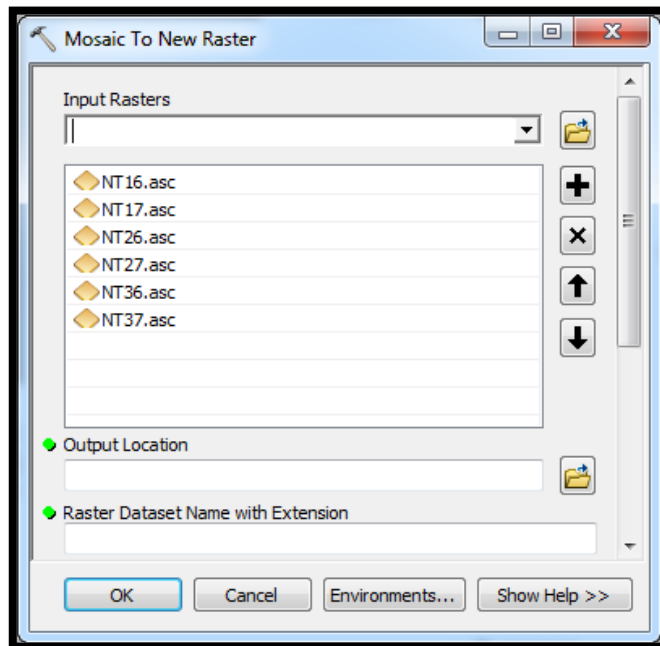 Mosaic To New Raster
Input Rasters
NT16.asc
NT17.asc
NT26.asc
NT27.asc
NT36.asc
NT37.asc
Output Location
Raster Dataset Name with Extension
OK Cancel Environments... Show Help >>